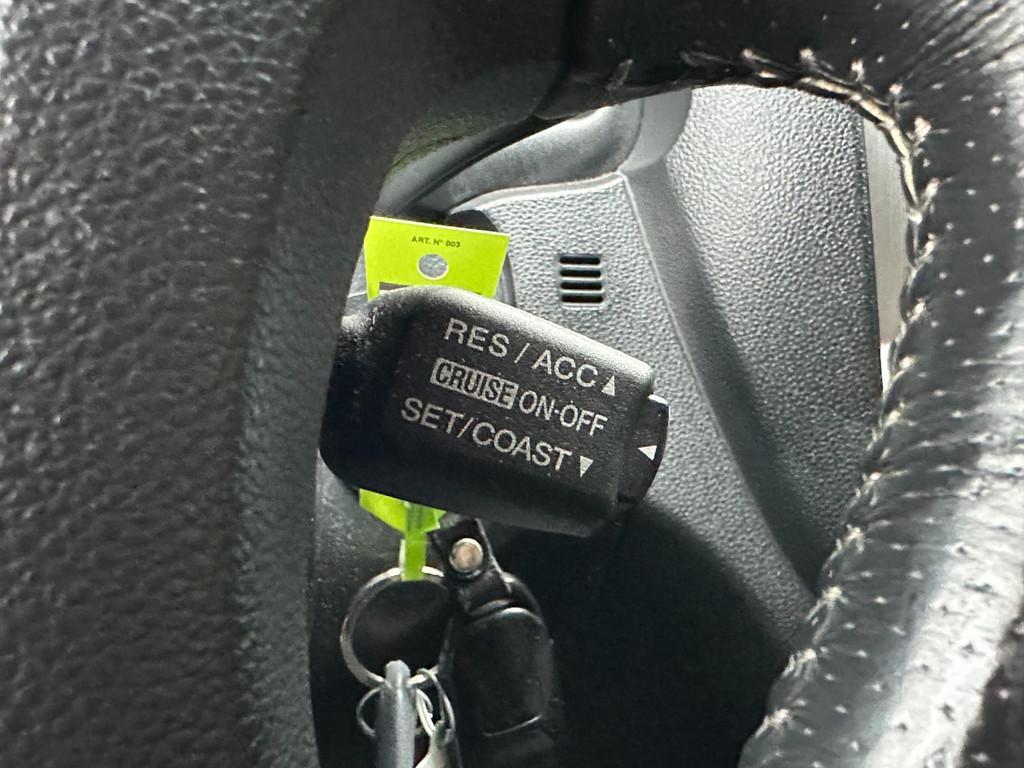 ART. N° 003
RES / ACC ▲
CRUISE ON·OFF
SET/COAST ▼